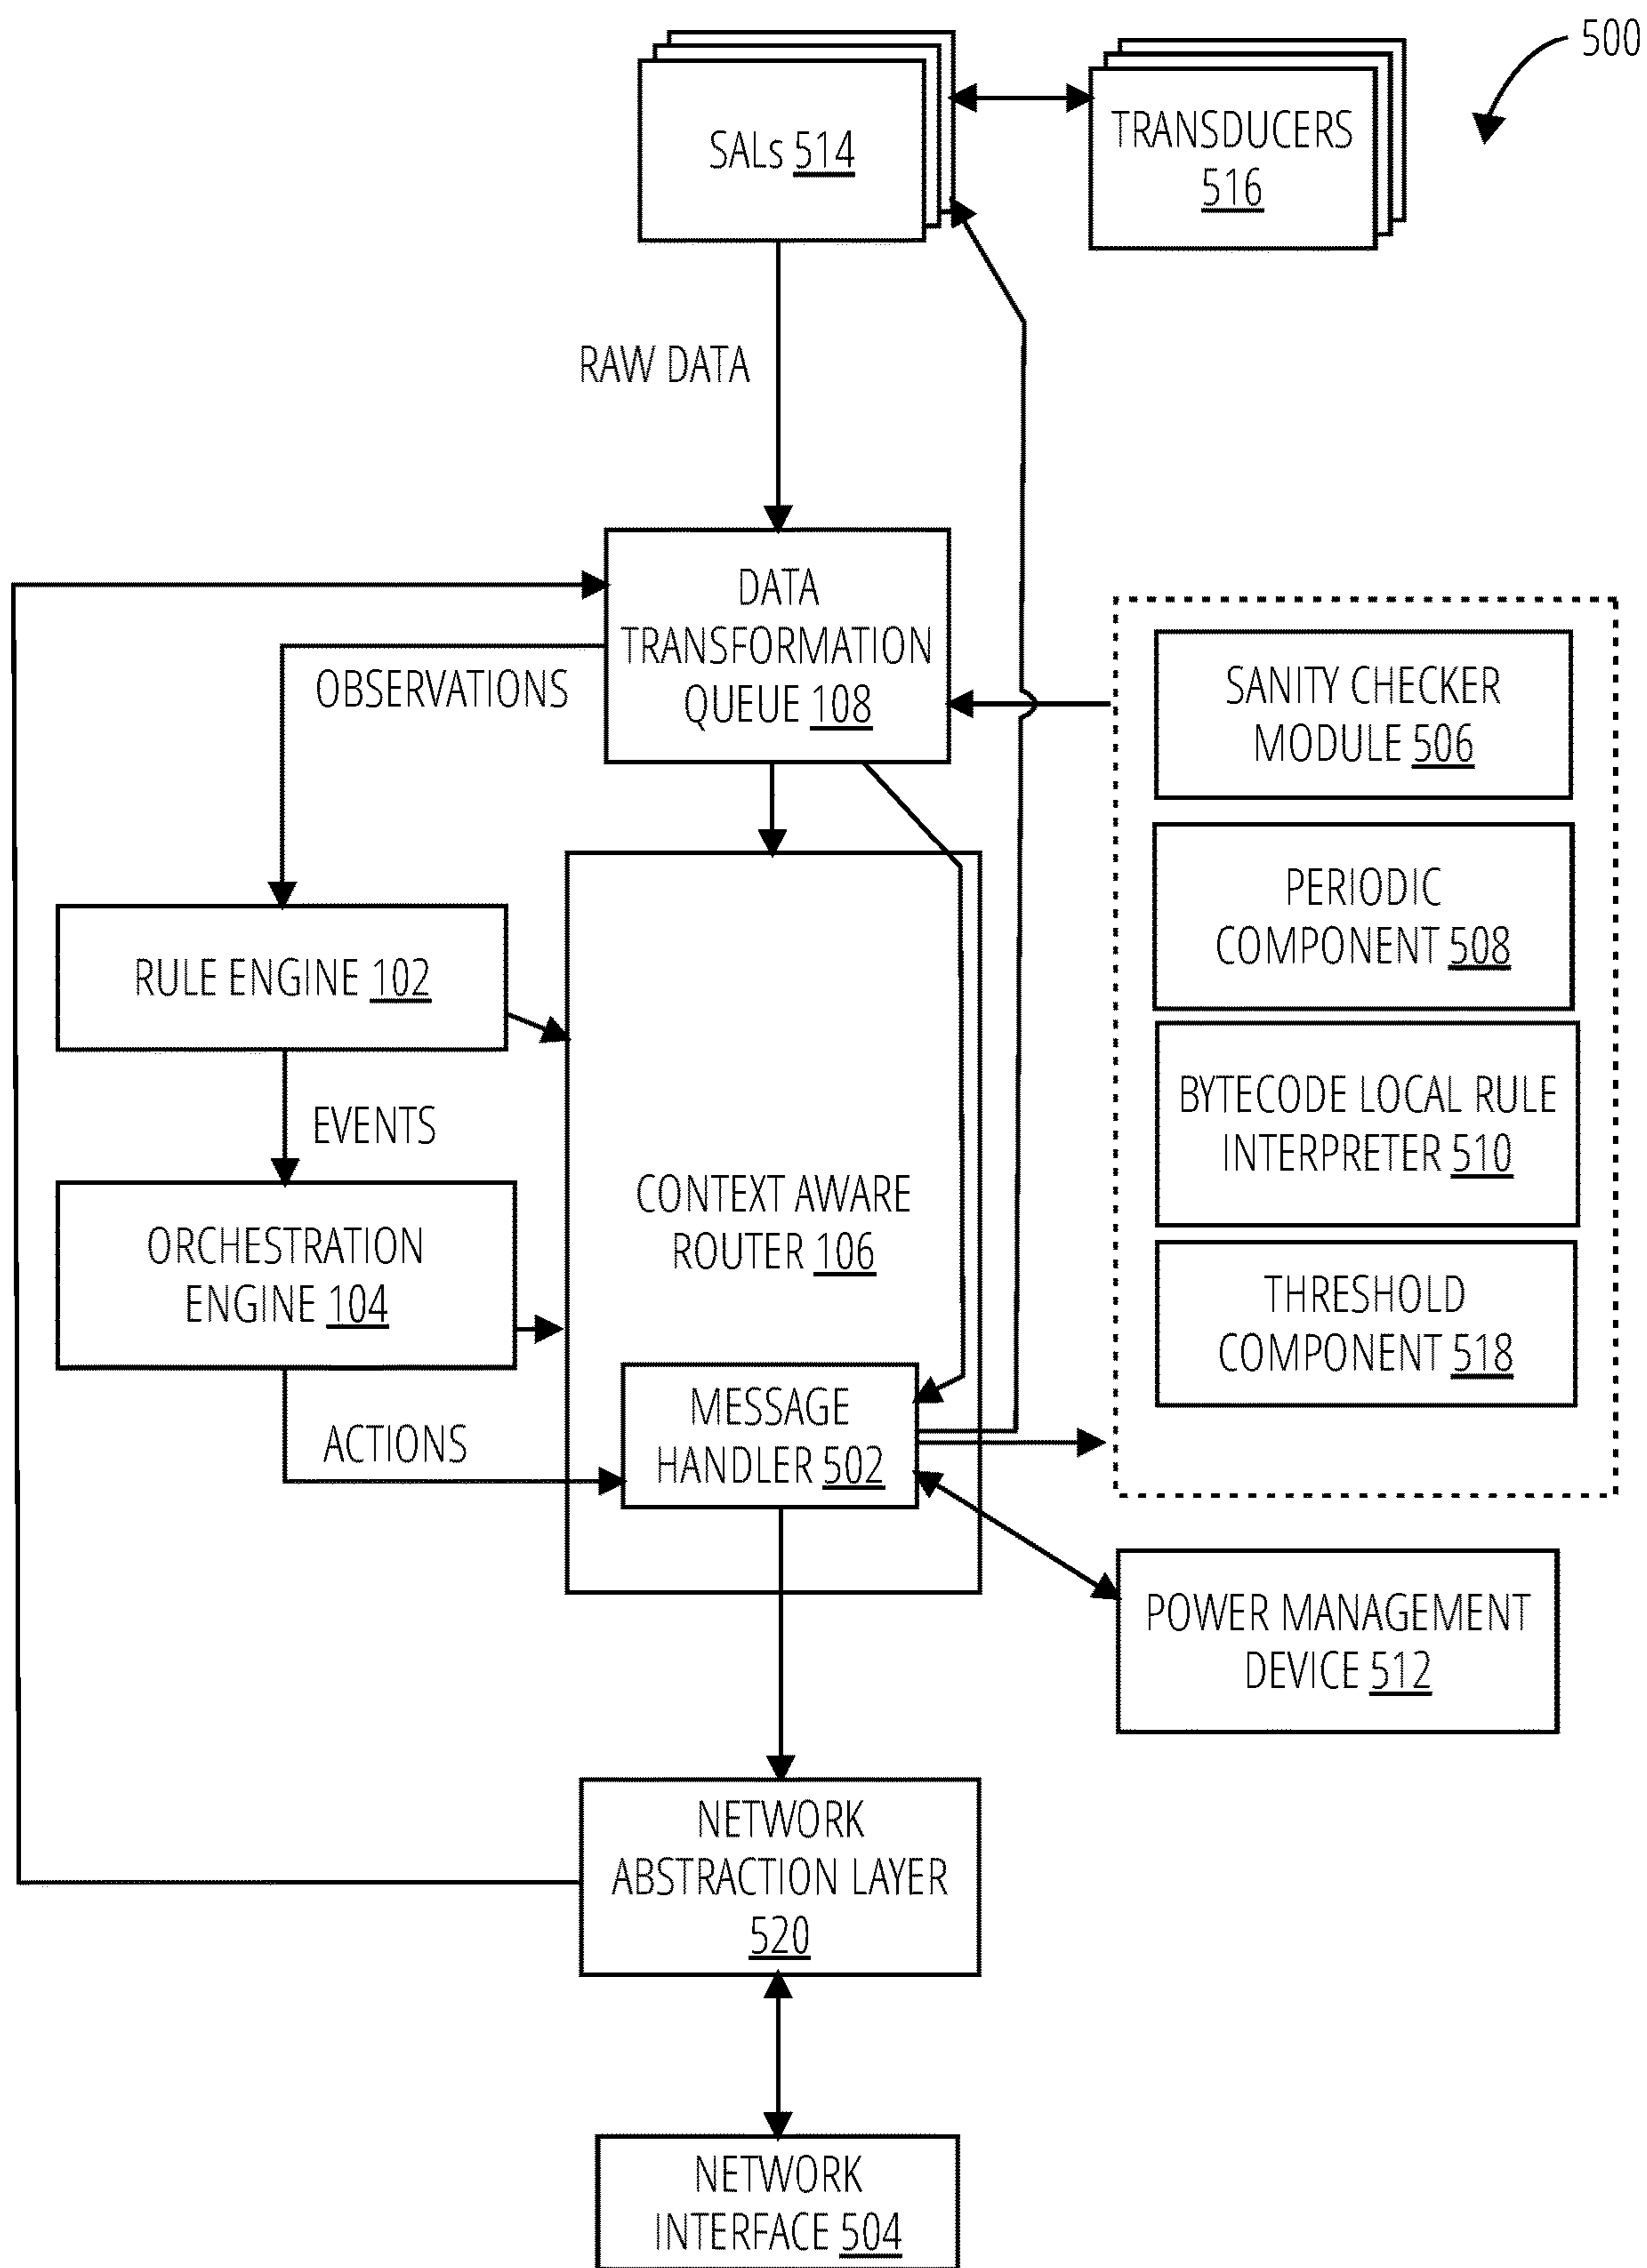 500
SALs 514
TRANSDUCERS
516
RAW DATA
DATA
TRANSFORMATION
QUEUE 108
OBSERVATIONS
SANITY CHECKER
MODULE 506
PERIODIC
COMPONENT 508
RULE ENGINE 102
BYTECODE LOCAL RULE
INTERPRETER 510
EVENTS
CONTEXT AWARE
ROUTER 106
ORCHESTRATION
ENGINE 104
THRESHOLD
COMPONENT 518
ACTIONS
MESSAGE
HANDLER 502
POWER MANAGEMENT
DEVICE 512
NETWORK
ABSTRACTION LAYER
520
NETWORK
INTERFACE 504